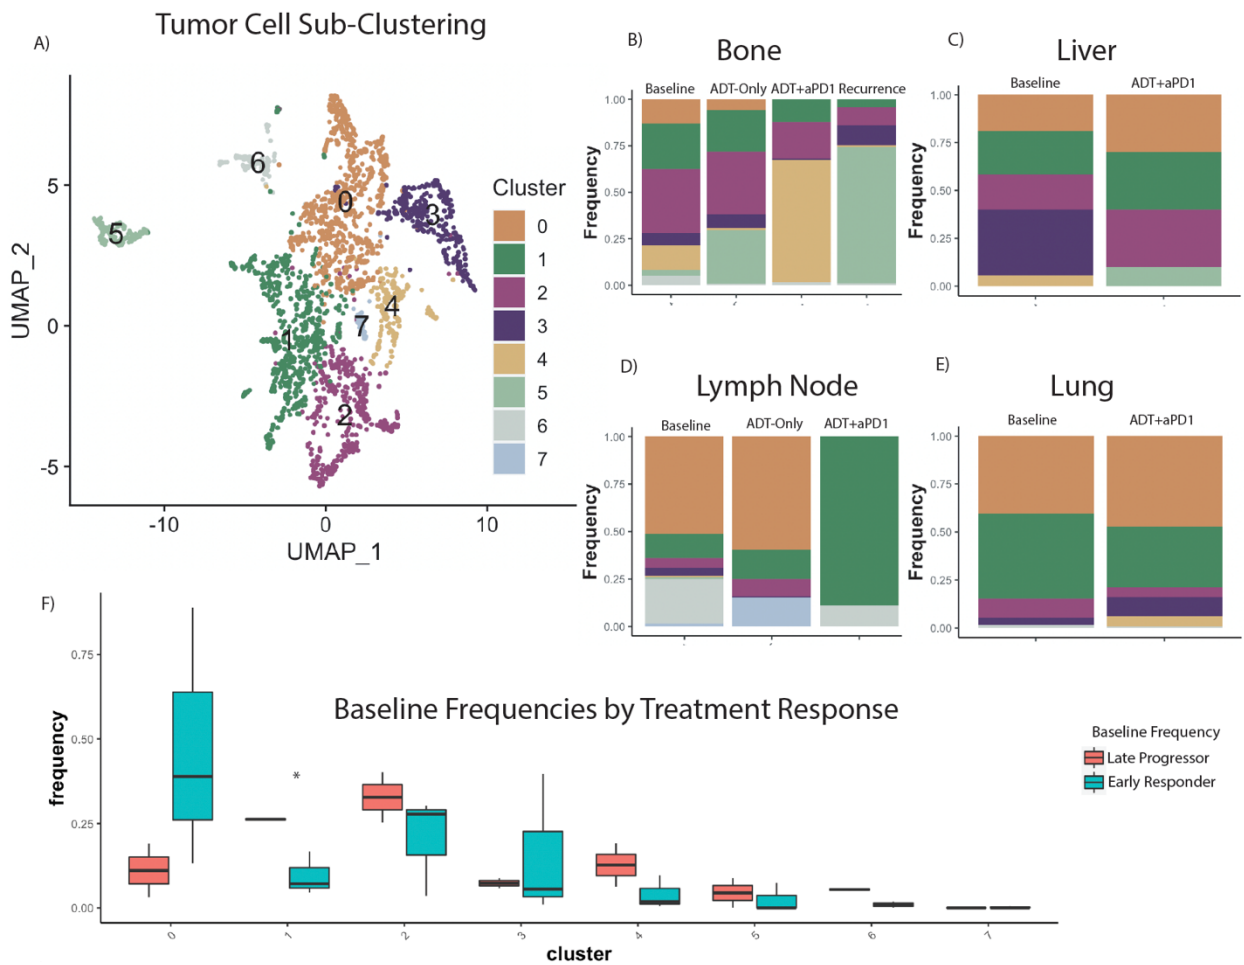 Tumor Cell Sub-Clustering
A)
UMAP_2
5
0
-5
-10
0
10
UMAP_1
0
1
2
3
4
5
6
7
Cluster
0
1
2
3
4
5
6
7
B)
Bone
Baseline ADT-Only ADT+aPD1 Recurrence
Frequency
1.00
0.75
0.50
0.25
0.00
C)
Liver
Baseline ADT+aPD1
Frequency
1.00
0.75
0.50
0.25
0.00
D)
Lymph Node
Baseline ADT-Only ADT+aPD1
Frequency
1.00
0.75
0.50
0.25
0.00
E)
Lung
Baseline ADT+aPD1
Frequency
1.00
0.75
0.50
0.25
0.00
F)
Baseline Frequencies by Treatment Response
frequency
0.75
0.50
0.25
0.00
*
0 1 2 3 4 5 6 7
cluster
Baseline Frequency
Late Progressor
Early Responder